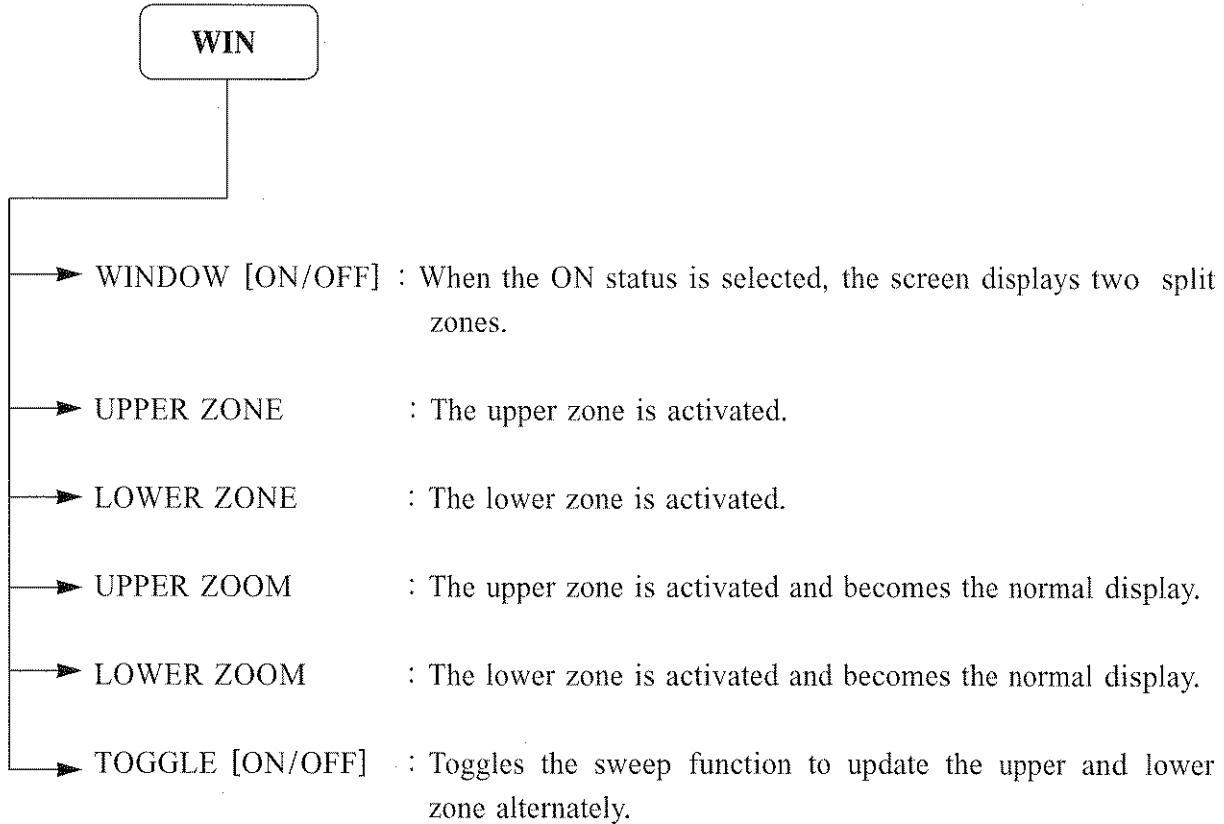 WIN
WINDOW [ON/OFF] : When the ON status is selected, the screen displays two split
zones.
UPPER ZONE : The upper zone is activated.
LOWER ZONE : The lower zone is activated.
UPPER ZOOM : The upper zone is activated and becomes the normal display.
LOWER ZOOM : The lower zone is activated and becomes the normal display.
TOGGLE [ON/OFF] : Toggles the sweep function to update the upper and lower
zone alternately.